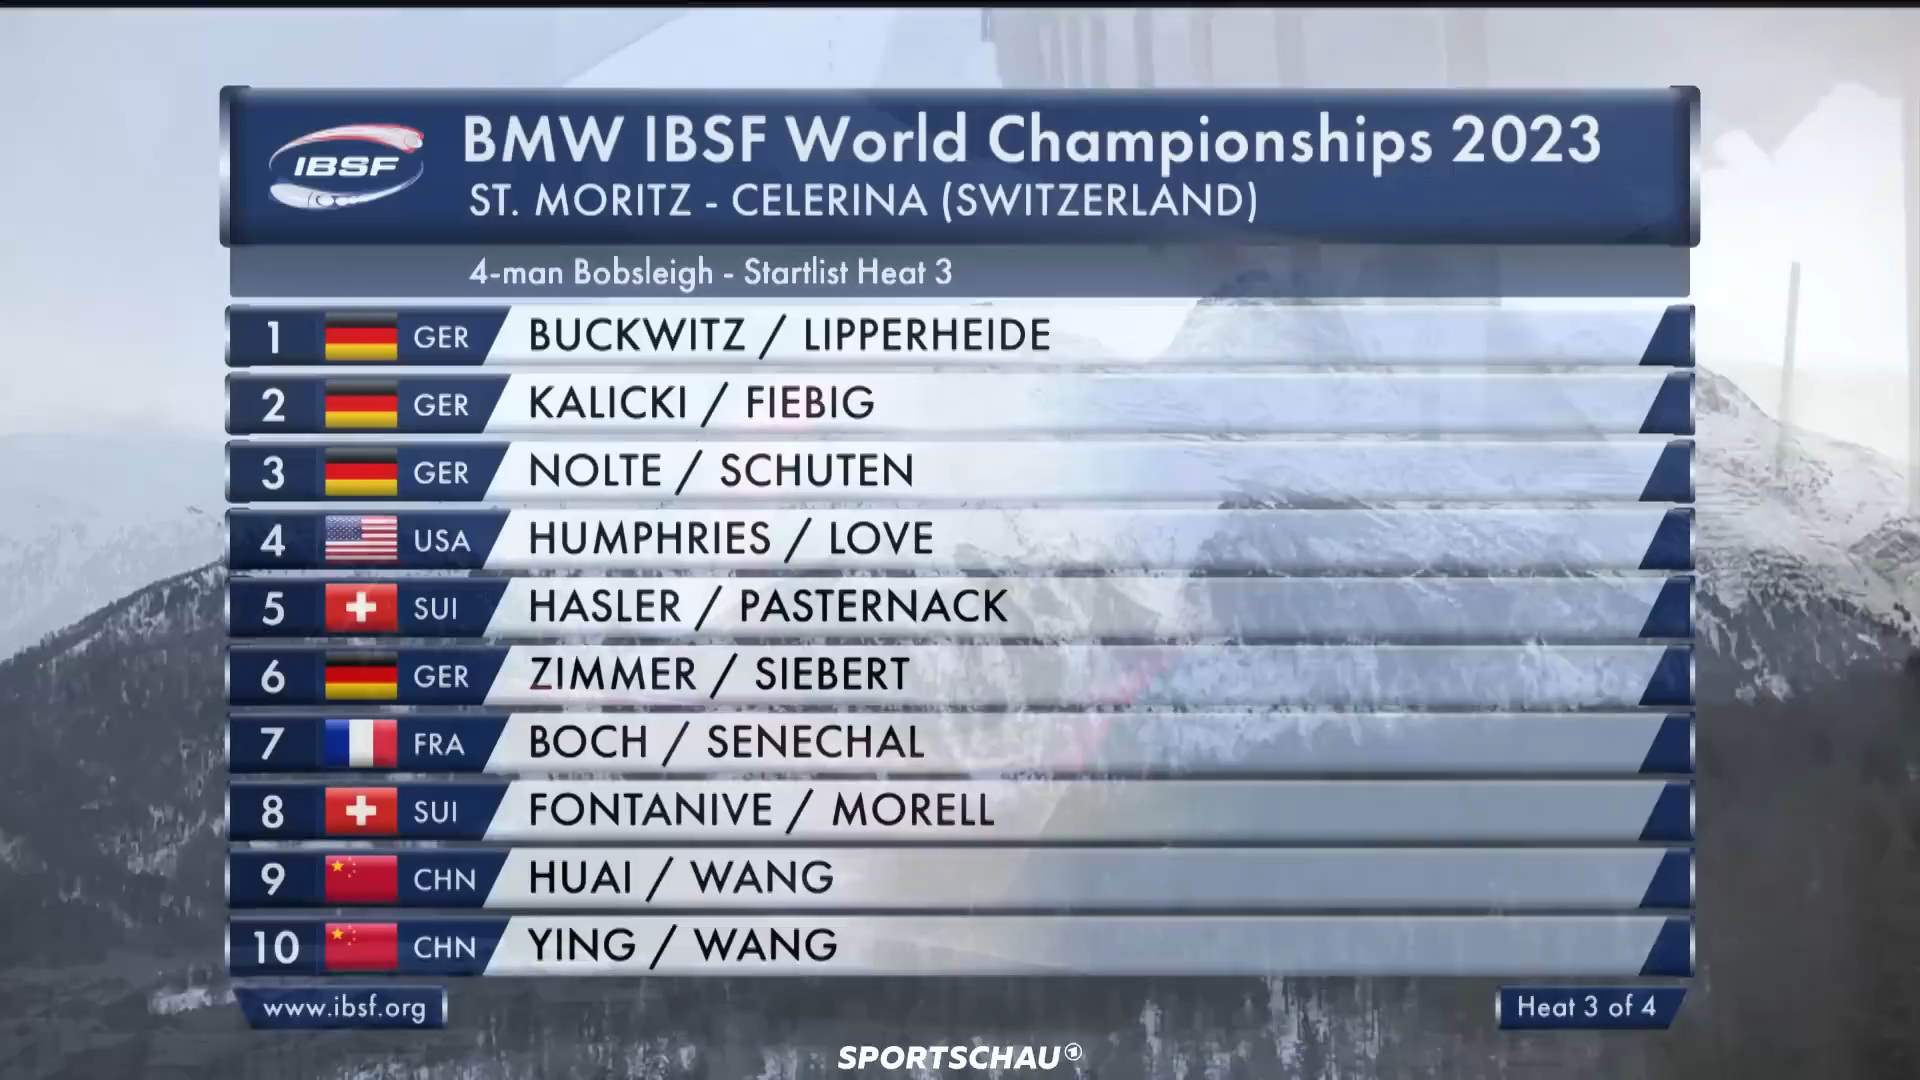 IBSF
BMW IBSF World Championships 2023
ST. MORITZ - CELERINA (SWITZERLAND)
4-man Bobsleigh - Startlist Heat 3
1 GER BUCKWITZ / LIPPERHEIDE
2 GER KALICKI / FIEBIG
3 GER NOLTE / SCHUTEN
4 USA HUMPHRIES / LOVE
5 SUI HASLER / PASTERNACK
6 GER ZIMMER / SIEBERT
7 FRA BOCH / SENECHAL
8 SUI FONTANIVE / MORELL
9 CHN HUAI / WANG
10 CHN YING / WANG
www.ibsf.org
Heat 3 of 4
SPORTSCHAU